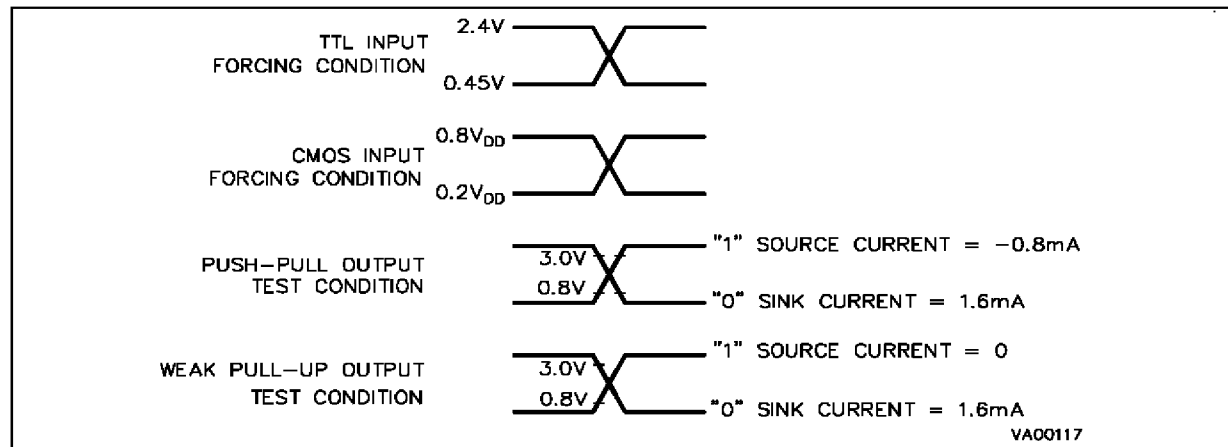 2.4V
TTL INPUT
FORCING CONDITION
0.45V
0.8VDD
CMOS INPUT
FORCING CONDITION
0.2VDD
"1" SOURCE CURRENT = -0.8mA
3.0V
PUSH-PULL OUTPUT
TEST CONDITION
0.8V
"0" SINK CURRENT = 1.6mA
"1" SOURCE CURRENT = 0
3.0V
WEAK PULL-UP OUTPUT
TEST CONDITION
0.8V
"0" SINK CURRENT = 1.6mA
VA00117